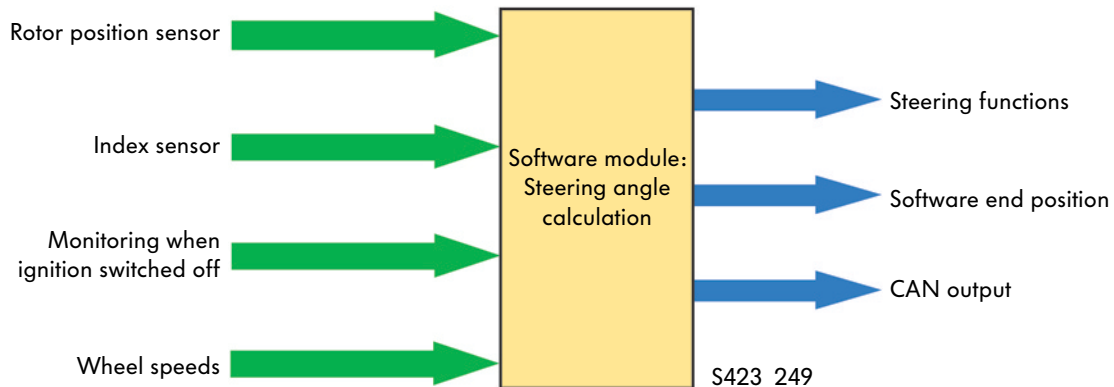 Rotor position sensor
Index sensor
Monitoring when
ignition switched off
Wheel speeds
Software module:
Steering angle
calculation
Steering functions
Software end position
CAN output
S423_249